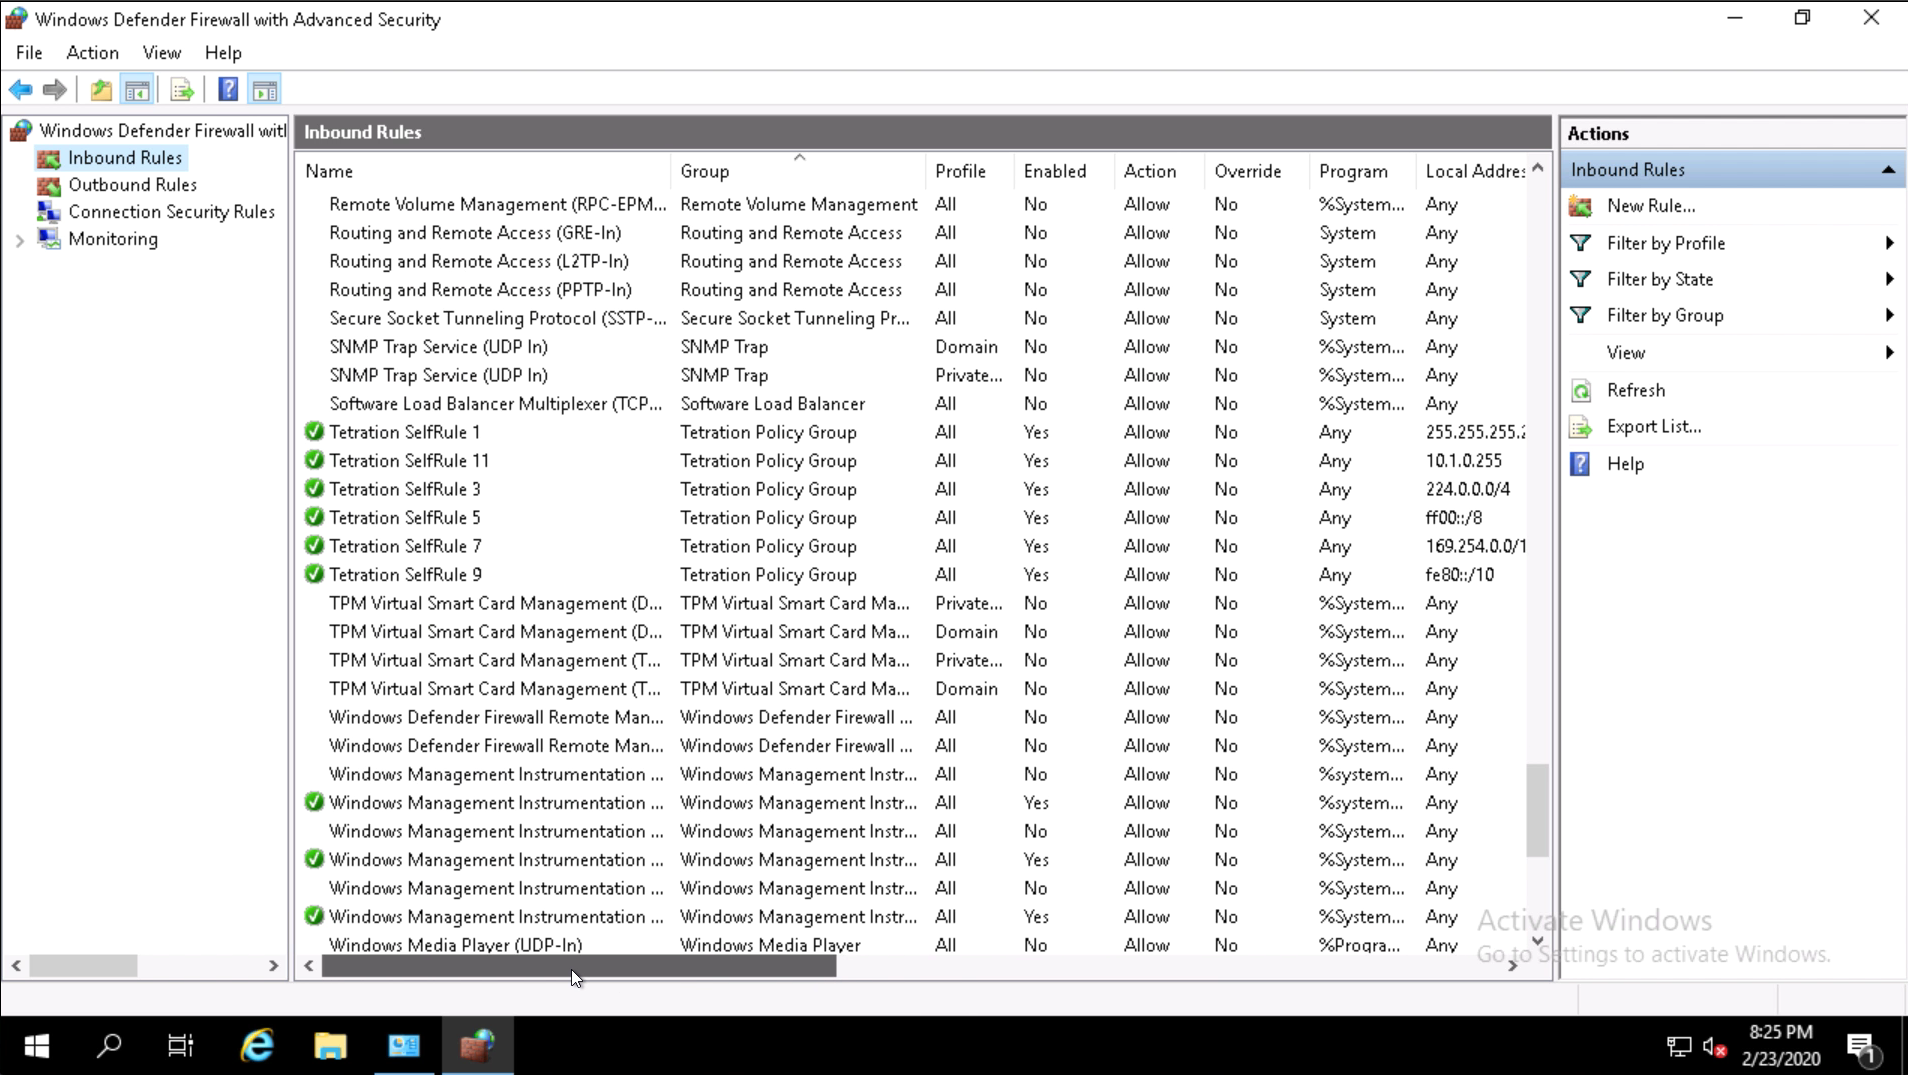 Windows Defender Firewall with Advanced Security
File Action View Help
Windows Defender Firewall with
Inbound Rules
Outbound Rules
Connection Security Rules
Monitoring
Inbound Rules
Name Group Profile Enabled Action Override Program Local Addres
Remote Volume Management (RPC-EPM... Remote Volume Management All No Allow No %System... Any
Routing and Remote Access (GRE-In) Routing and Remote Access All No Allow No System Any
Routing and Remote Access (L2TP-In) Routing and Remote Access All No Allow No System Any
Routing and Remote Access (PPTP-In) Routing and Remote Access All No Allow No System Any
Secure Socket Tunneling Protocol (SSTP-... Secure Socket Tunneling Pr... All No Allow No System Any
SNMP Trap Service (UDP In) SNMP Trap Domain No Allow No %System... Any
SNMP Trap Service (UDP In) SNMP Trap Private... No Allow No %System... Any
Software Load Balancer Multiplexer (TCP... Software Load Balancer All No Allow No %System... Any
Tetration SelfRule 1 Tetration Policy Group All Yes Allow No Any 255.255.255.2
Tetration SelfRule 11 Tetration Policy Group All Yes Allow No Any 10.1.0.255
Tetration SelfRule 3 Tetration Policy Group All Yes Allow No Any 224.0.0.0/4
Tetration SelfRule 5 Tetration Policy Group All Yes Allow No Any ff00::/8
Tetration SelfRule 7 Tetration Policy Group All Yes Allow No Any 169.254.0.0/1
Tetration SelfRule 9 Tetration Policy Group All Yes Allow No Any fe80::/10
TPM Virtual Smart Card Management (D... TPM Virtual Smart Card Ma... Private... No Allow No %System... Any
TPM Virtual Smart Card Management (D... TPM Virtual Smart Card Ma... Domain No Allow No %System... Any
TPM Virtual Smart Card Management (T... TPM Virtual Smart Card Ma... Private... No Allow No %System... Any
TPM Virtual Smart Card Management (T... TPM Virtual Smart Card Ma... Domain No Allow No %System... Any
Windows Defender Firewall Remote Man... Windows Defender Firewall ... All No Allow No %System... Any
Windows Defender Firewall Remote Man... Windows Defender Firewall ... All No Allow No %System... Any
Windows Management Instrumentation ... Windows Management Instr... All No Allow No %system... Any
Windows Management Instrumentation ... Windows Management Instr... All Yes Allow No %system... Any
Windows Management Instrumentation ... Windows Management Instr... All No Allow No %System... Any
Windows Management Instrumentation ... Windows Management Instr... All Yes Allow No %System... Any
Windows Management Instrumentation ... Windows Management Instr... All No Allow No %System... Any
Windows Management Instrumentation ... Windows Management Instr... All Yes Allow No %System... Any
Windows Media Player (UDP-In) Windows Media Player All No Allow No %Progra... Any
Actions
Inbound Rules
New Rule...
Filter by Profile
Filter by State
Filter by Group
View
Refresh
Export List...
Help
Activate Windows
Go to Settings to activate Windows.
8:25 PM
2/23/2020
1